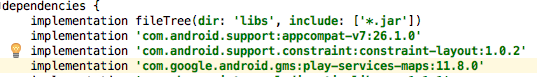 dependencies {
implementation fileTree(dir: 'libs', include: ['*.jar'])
implementation 'com.android.support:appcompat-v7:26.1.0'
implementation 'com.android.support.constraint:constraint-layout:1.0.2'
implementation 'com.google.android.gms:play-services-maps:11.8.0'